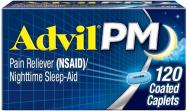 Advil PM
Pain Reliever (NSAID)/
Nighttime Sleep-Aid
120
Coated
Caplets